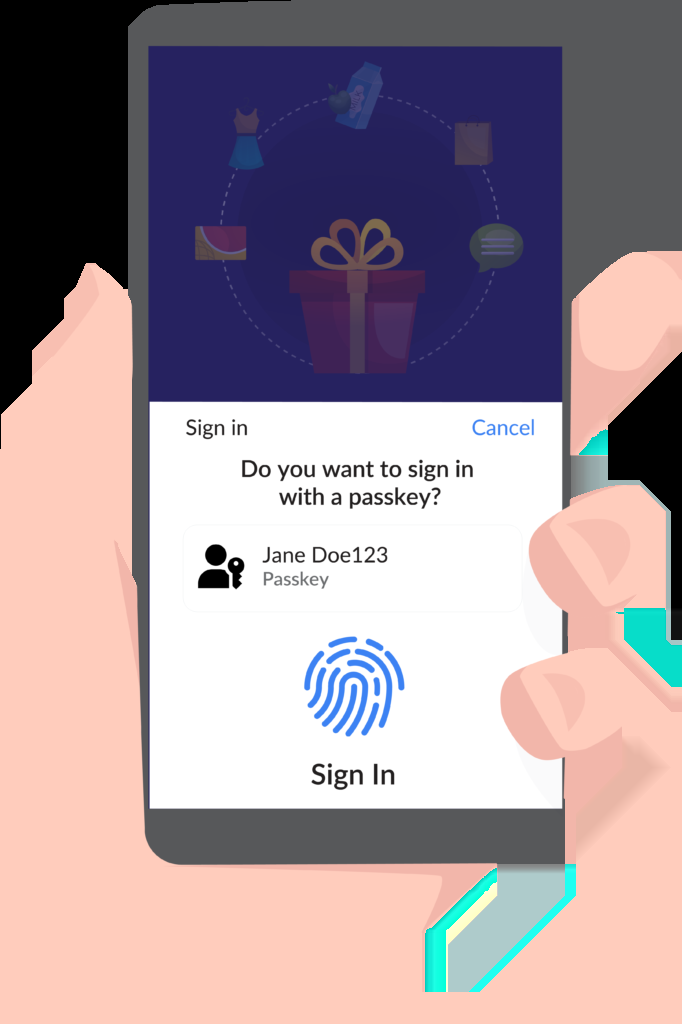 Sign in
Cancel
Do you want to sign in
with a passkey?
Jane Doe123
Passkey
Sign In